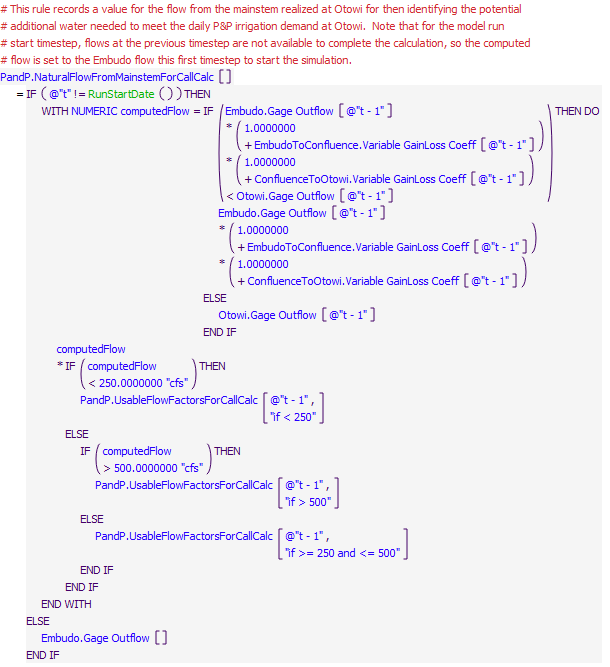 # This rule records a value for the flow from the mainstem realized at Otowi for then identifying the potential
# additional water needed to meet the daily P&P irrigation demand at Otowi.  Note that for the model run
# start timestep, flows at the previous timestep are not available to complete the calculation, so the computed
# flow is set to the Embudo flow this first timestep to start the simulation.
PandP.NaturalFlowFromMainstemForCallCalc []
= IF ( @"t" != RunStartDate () ) THEN
WITH NUMERIC computedFlow = IF ( Embudo.Gage Outflow [ @"t - 1" ] ) THEN DO
* ( 1.0000000
+ EmbudoToConfluence.Variable GainLoss Coeff [ @"t - 1" ] )
* ( 1.0000000
+ ConfluenceToOtowi.Variable GainLoss Coeff [ @"t - 1" ] )
< Otowi.Gage Outflow [ @"t - 1" ]
Embudo.Gage Outflow [ @"t - 1" ]
* ( 1.0000000
+ EmbudoToConfluence.Variable GainLoss Coeff [ @"t - 1" ] )
* ( 1.0000000
+ ConfluenceToOtowi.Variable GainLoss Coeff [ @"t - 1" ] )
ELSE
Otowi.Gage Outflow [ @"t - 1" ]
END IF
computedFlow
* IF ( computedFlow ) THEN
< 250.0000000 "cfs"
PandP.UsableFlowFactorsForCallCalc [ @"t - 1" ,
"if < 250" ]
ELSE
IF ( computedFlow ) THEN
> 500.0000000 "cfs"
PandP.UsableFlowFactorsForCallCalc [ @"t - 1" ,
"if > 500" ]
ELSE
PandP.UsableFlowFactorsForCallCalc [ @"t - 1" ,
"if >= 250 and <= 500" ]
END IF
END IF
END WITH
ELSE
Embudo.Gage Outflow []
END IF